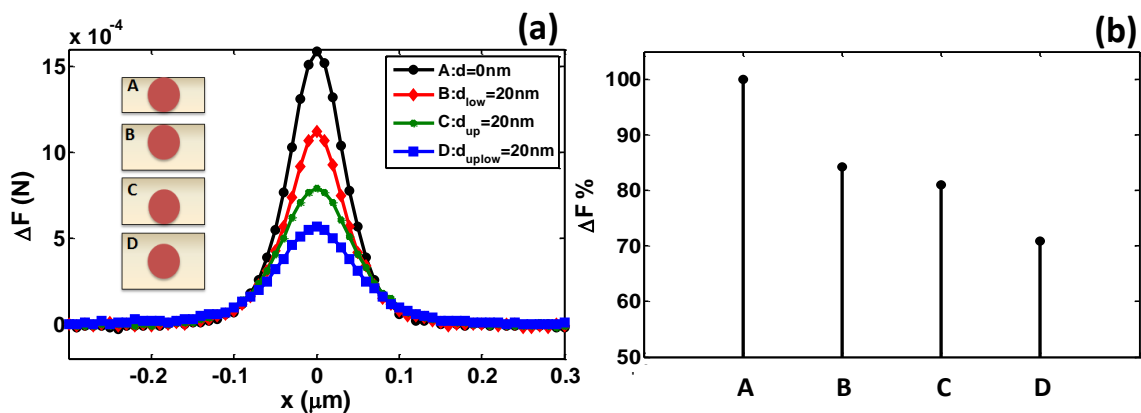 (a)
x 10⁻⁴
15
10
5
0
ΔF (N)
-0.2
-0.1
0
0.1
0.2
0.3
x (μm)
A
B
C
D
A:d=0nm
B:d_low=20nm
C:d_up=20nm
D:d_uplow=20nm
(b)
100
90
80
70
60
50
ΔF %
A
B
C
D